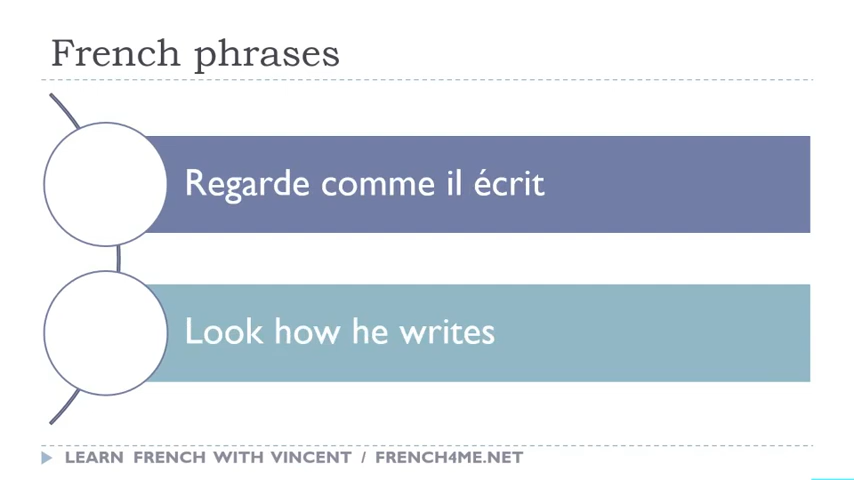 French phrases
Regarde comme il écrit
Look how he writes
LEARN FRENCH WITH VINCENT / FRENCH4ME.NET